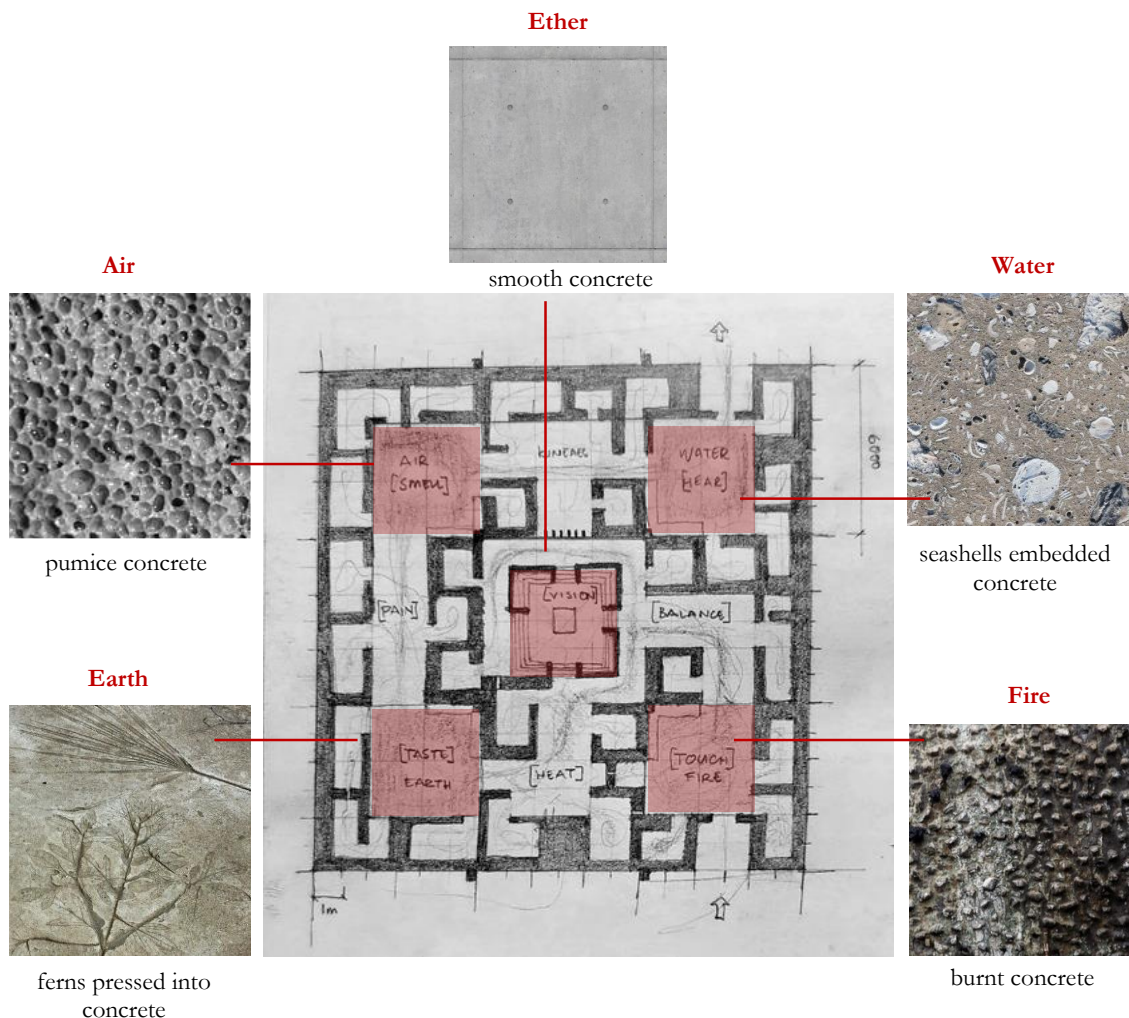 Ether
smooth concrete
Air
Water
AIR
[SMELL]
WATER
[HEAR]
6000
pumice concrete
seashells embedded
concrete
[VISION]
[PAIN]
[BALANCE]
Earth
Fire
[TASTE]
EARTH
[HEAT]
[TOUCH]
FIRE
1m
ferns pressed into
concrete
burnt concrete